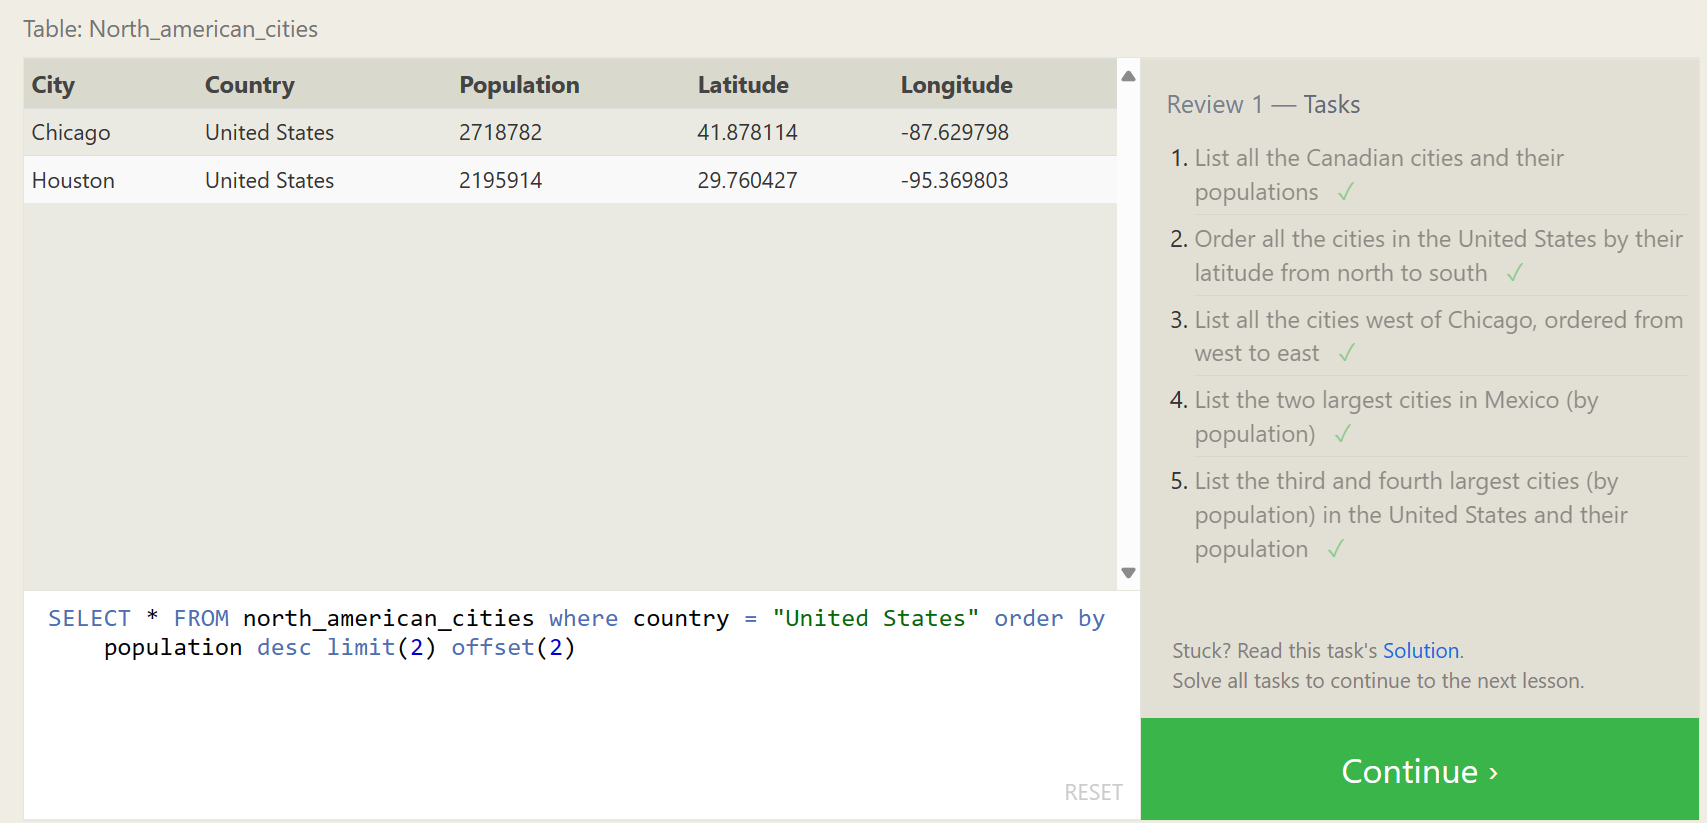 Table: North_american_cities
City Country Population Latitude Longitude
Chicago United States 2718782 41.878114 -87.629798
Houston United States 2195914 29.760427 -95.369803
SELECT * FROM north_american_cities where country = "United States" order by
population desc limit(2) offset(2)
RESET
Review 1 — Tasks
1. List all the Canadian cities and their
populations ✓
2. Order all the cities in the United States by their
latitude from north to south ✓
3. List all the cities west of Chicago, ordered from
west to east ✓
4. List the two largest cities in Mexico (by
population) ✓
5. List the third and fourth largest cities (by
population) in the United States and their
population ✓
Stuck? Read this task's Solution.
Solve all tasks to continue to the next lesson.
Continue ›